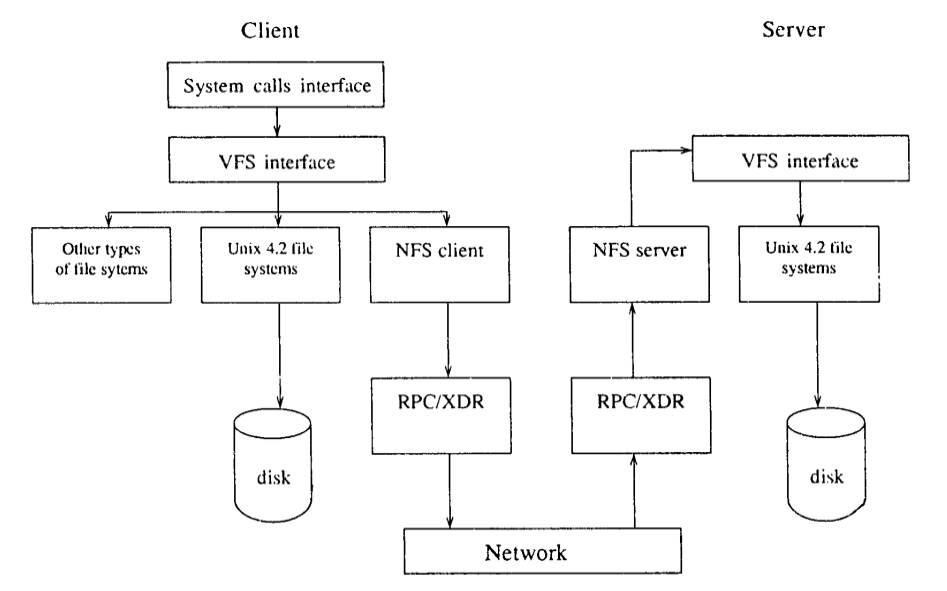 Client
Server
System calls interface
VFS interface
VFS interface
Other types
of file sytems
Unix 4.2 file
systems
NFS client
NFS server
Unix 4.2 file
systems
RPC/XDR
RPC/XDR
disk
disk
Network